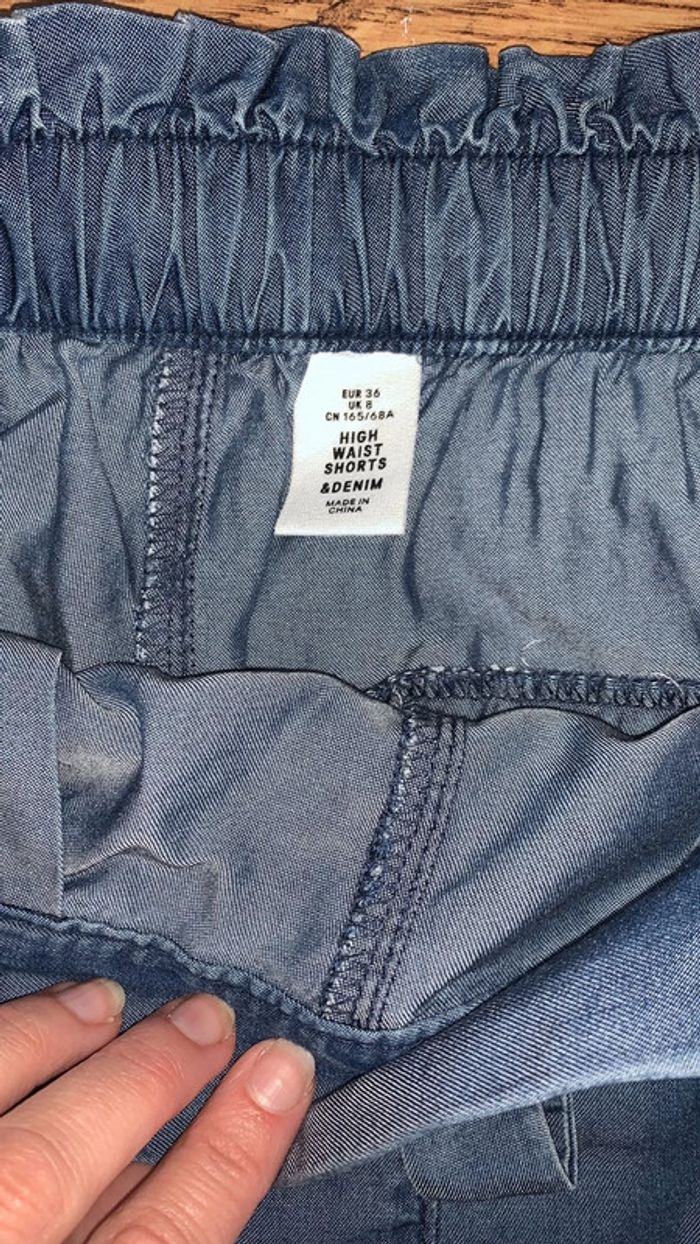 EUR 36
UK 8
CN 165/68A
HIGH
WAIST
SHORTS
&DENIM
MADE IN
CHINA